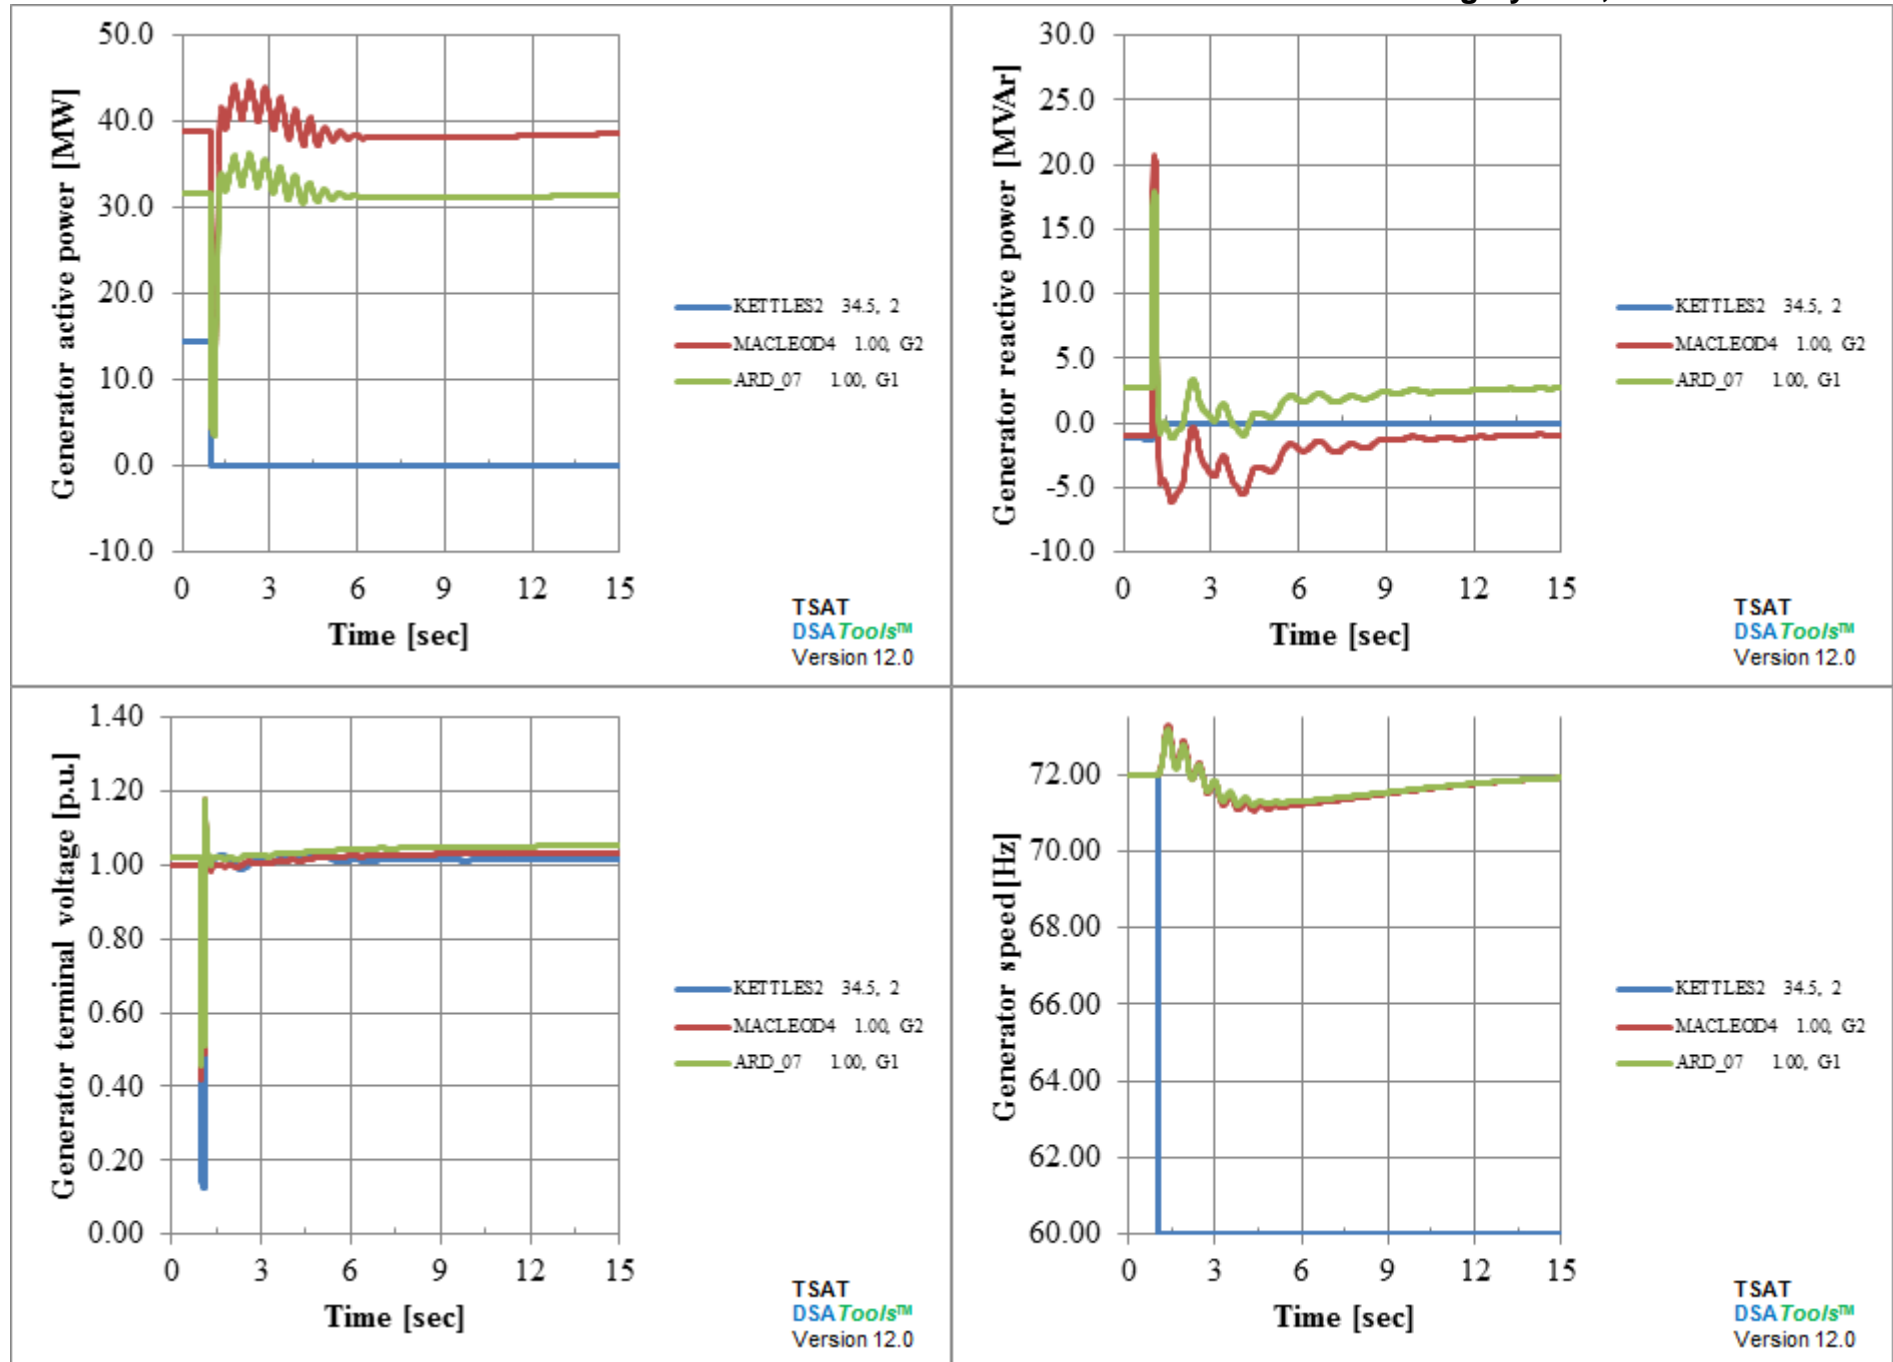 50.0
40.0
30.0
20.0
10.0
0.0
-10.0
0 3 6 9 12 15
Generator active power [MW]
Time [sec]
KETTLES2 34.5, 2
MACLEOD4 1.00, G2
ARD_07 1.00, G1
TSAT
DSATools™
Version 12.0
30.0
25.0
20.0
15.0
10.0
5.0
0.0
-5.0
-10.0
0 3 6 9 12 15
Generator reactive power [MVAr]
Time [sec]
KETTLES2 34.5, 2
MACLEOD4 1.00, G2
ARD_07 1.00, G1
TSAT
DSATools™
Version 12.0
1.40
1.20
1.00
0.80
0.60
0.40
0.20
0.00
0 3 6 9 12 15
Generator terminal voltage [p.u.]
Time [sec]
KETTLES2 34.5, 2
MACLEOD4 1.00, G2
ARD_07 1.00, G1
TSAT
DSATools™
Version 12.0
72.00
70.00
68.00
66.00
64.00
62.00
60.00
0 3 6 9 12 15
Generator speed[Hz]
Time [sec]
KETTLES2 34.5, 2
MACLEOD4 1.00, G2
ARD_07 1.00, G1
TSAT
DSATools™
Version 12.0